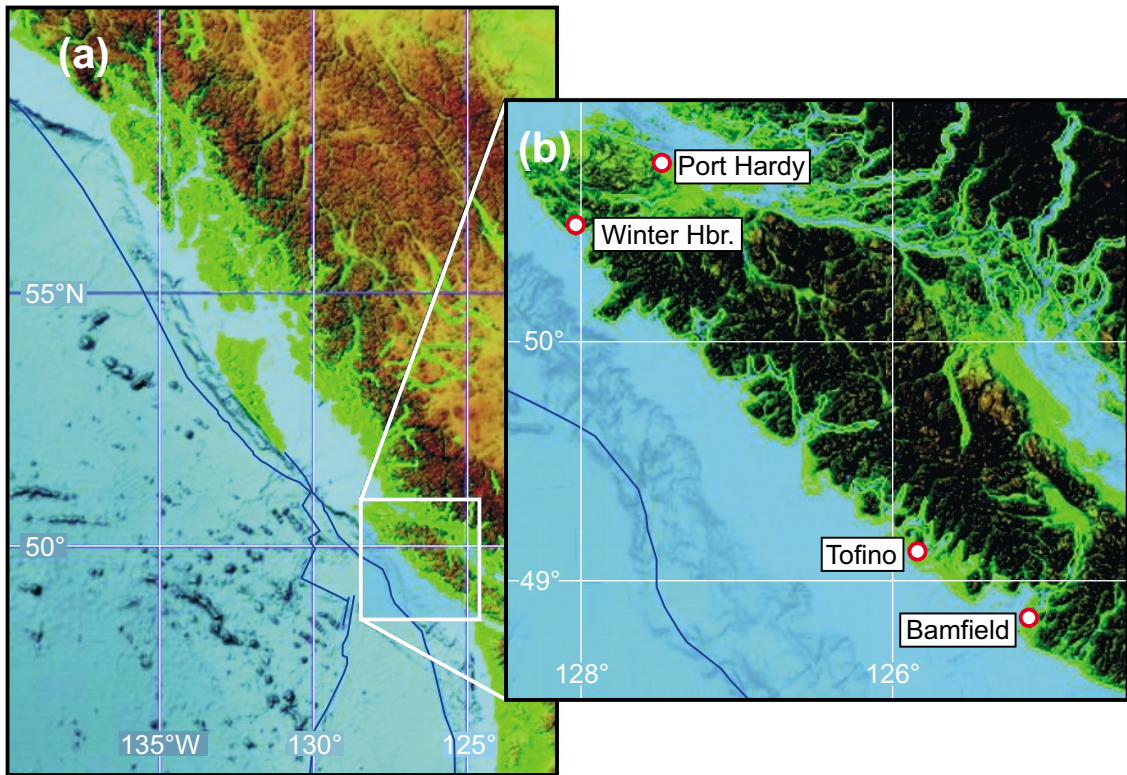 (a)
55°N
50°
135°W
130°
125°
(b)
Port Hardy
Winter Hbr.
50°
Tofino
49°
Bamfield
128°
126°